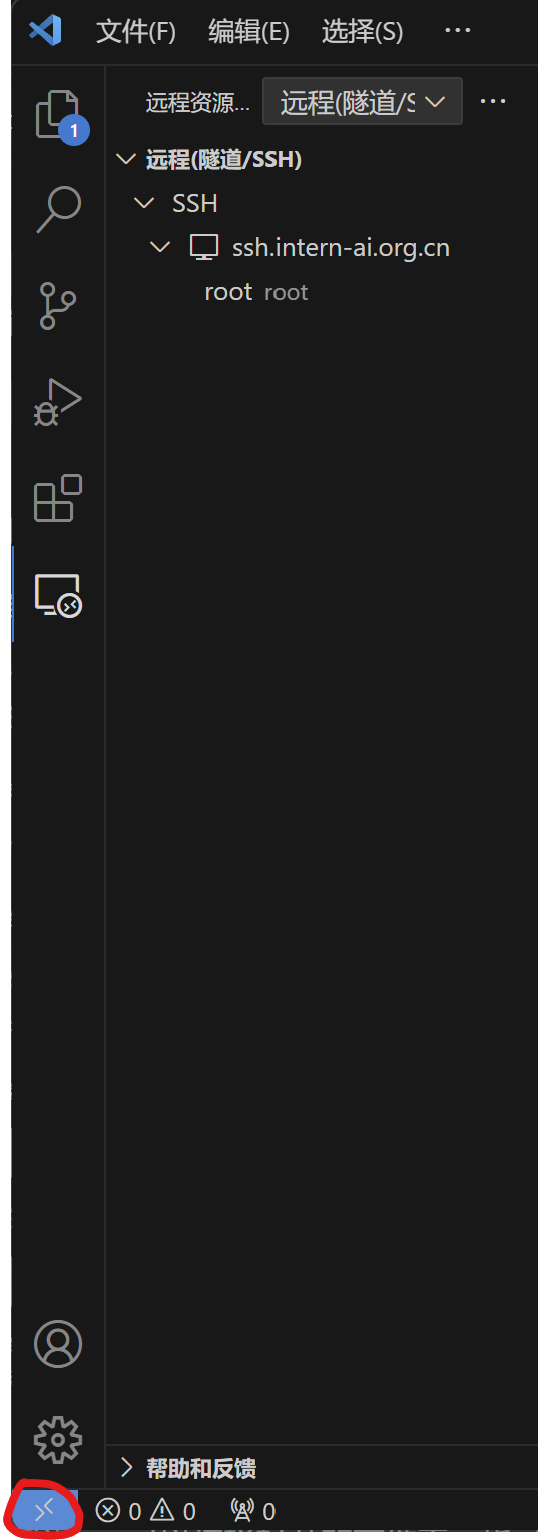 文件(F) 编辑(E) 选择(S) ···
远程资源... 远程(隧道/S ···
1
远程(隧道/SSH)
SSH
ssh.intern-ai.org.cn
root root
帮助和反馈
0 0 0